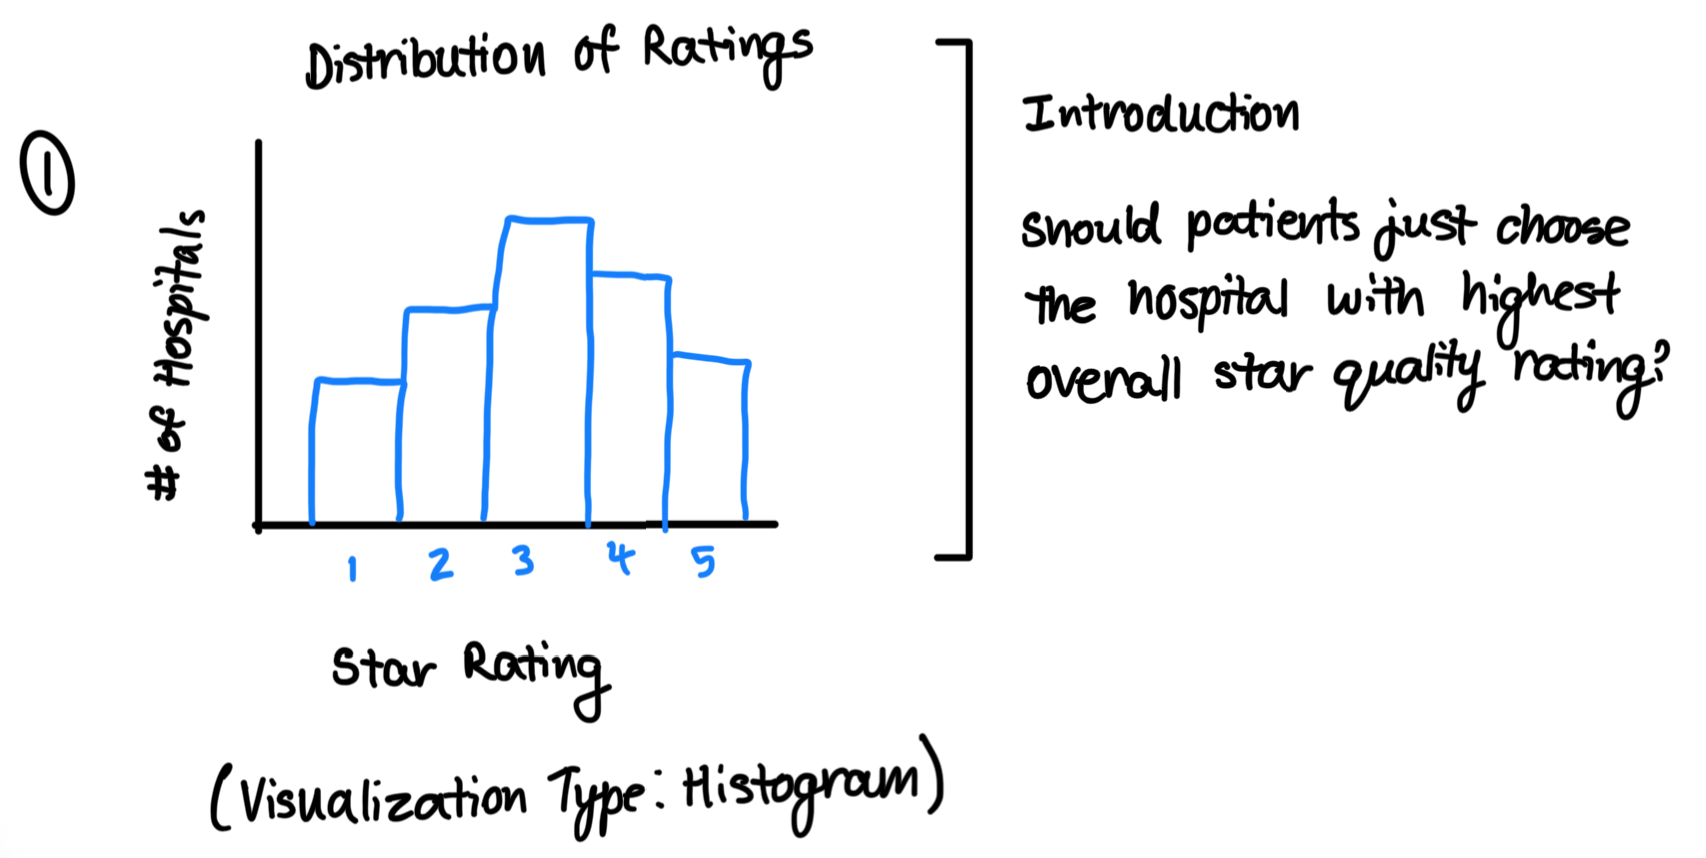 Distribution of Ratings
①
# of Hospitals
1 2 3 4 5
Star Rating
(Visualization Type: Histogram)
Introduction
Should patients just choose
the hospital with highest
overall star quality rating?